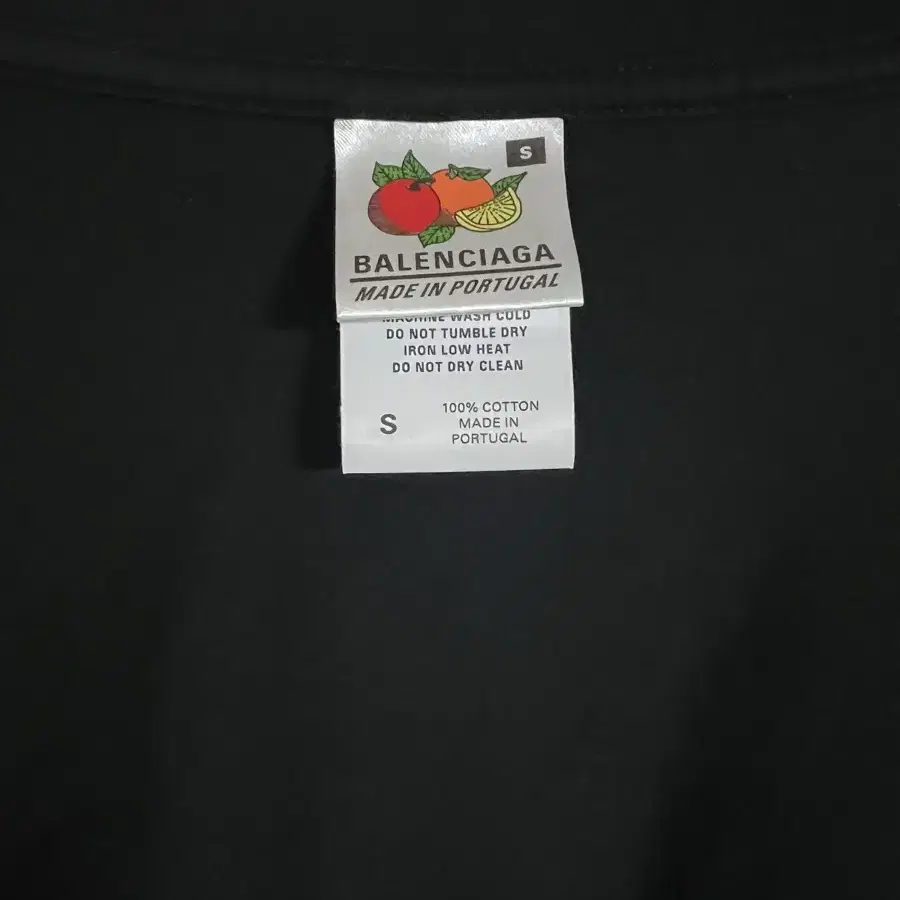 S
BALENCIAGA
MADE IN PORTUGAL
MACHINE WASH COLD
DO NOT TUMBLE DRY
IRON LOW HEAT
DO NOT DRY CLEAN
S
100% COTTON
MADE IN
PORTUGAL